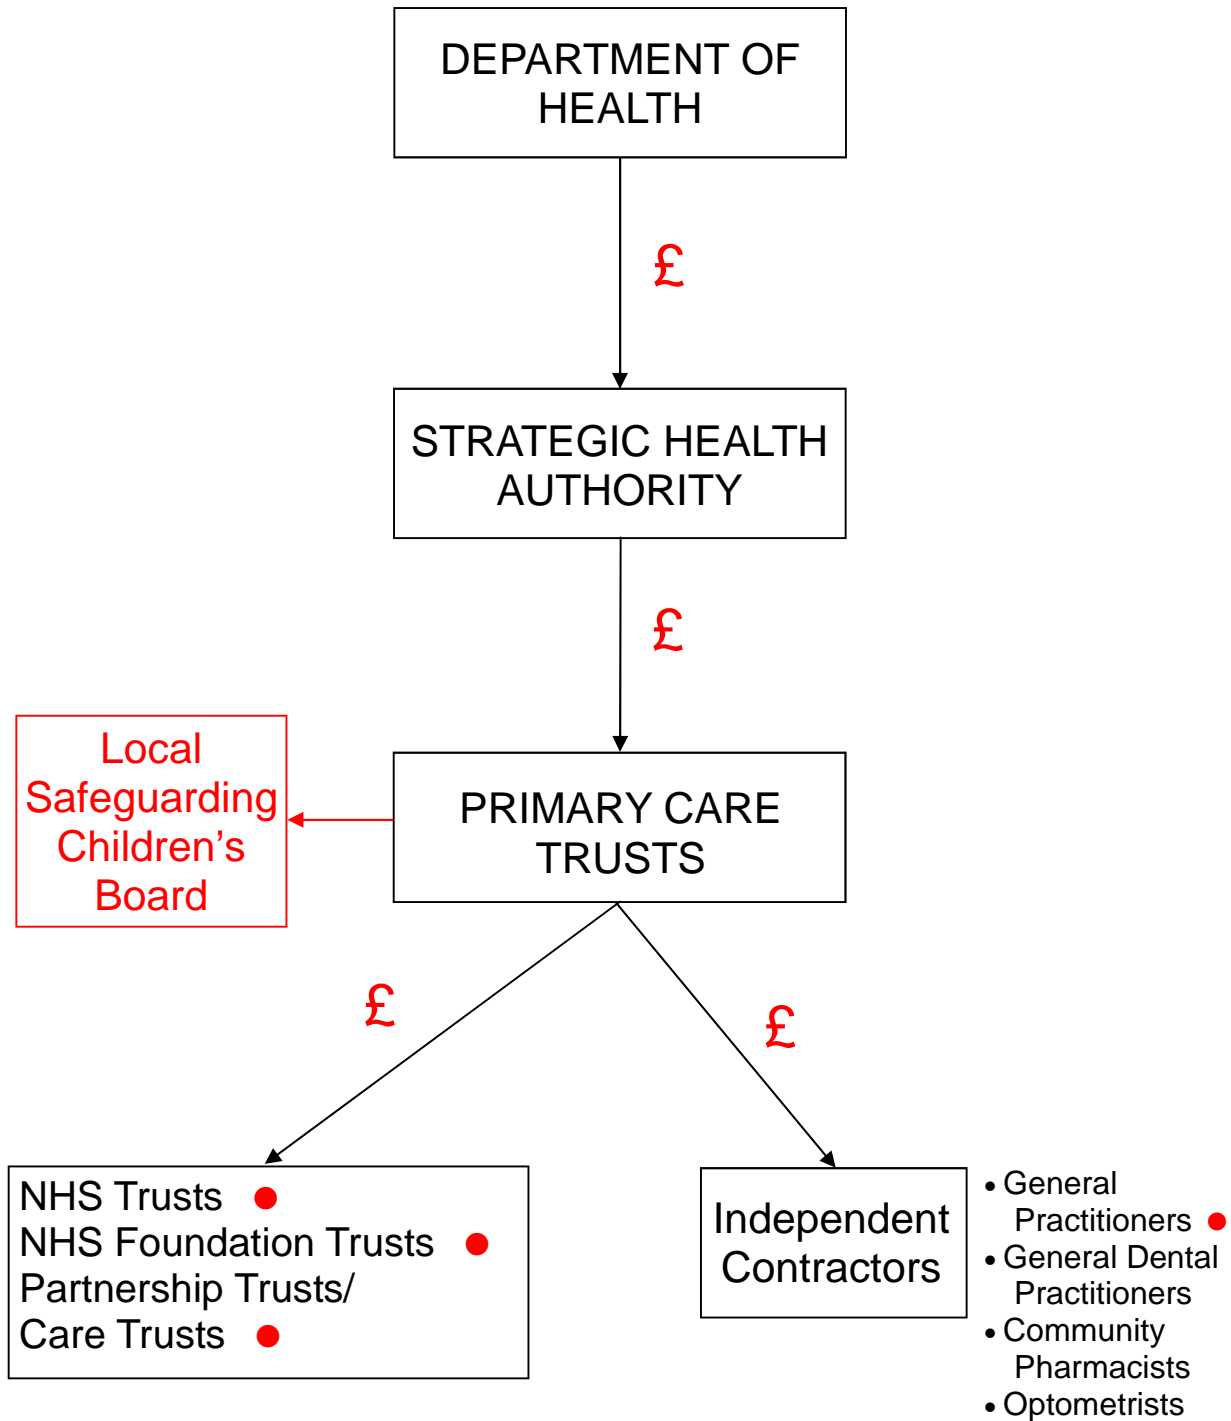 DEPARTMENT OF
HEALTH
£
STRATEGIC HEALTH
AUTHORITY
£
Local
Safeguarding
Children’s
Board
PRIMARY CARE
TRUSTS
£
£
NHS Trusts ●
NHS Foundation Trusts ●
Partnership Trusts/
Care Trusts ●
Independent
Contractors
• General
Practitioners ●
• General Dental
Practitioners
• Community
Pharmacists
• Optometrists